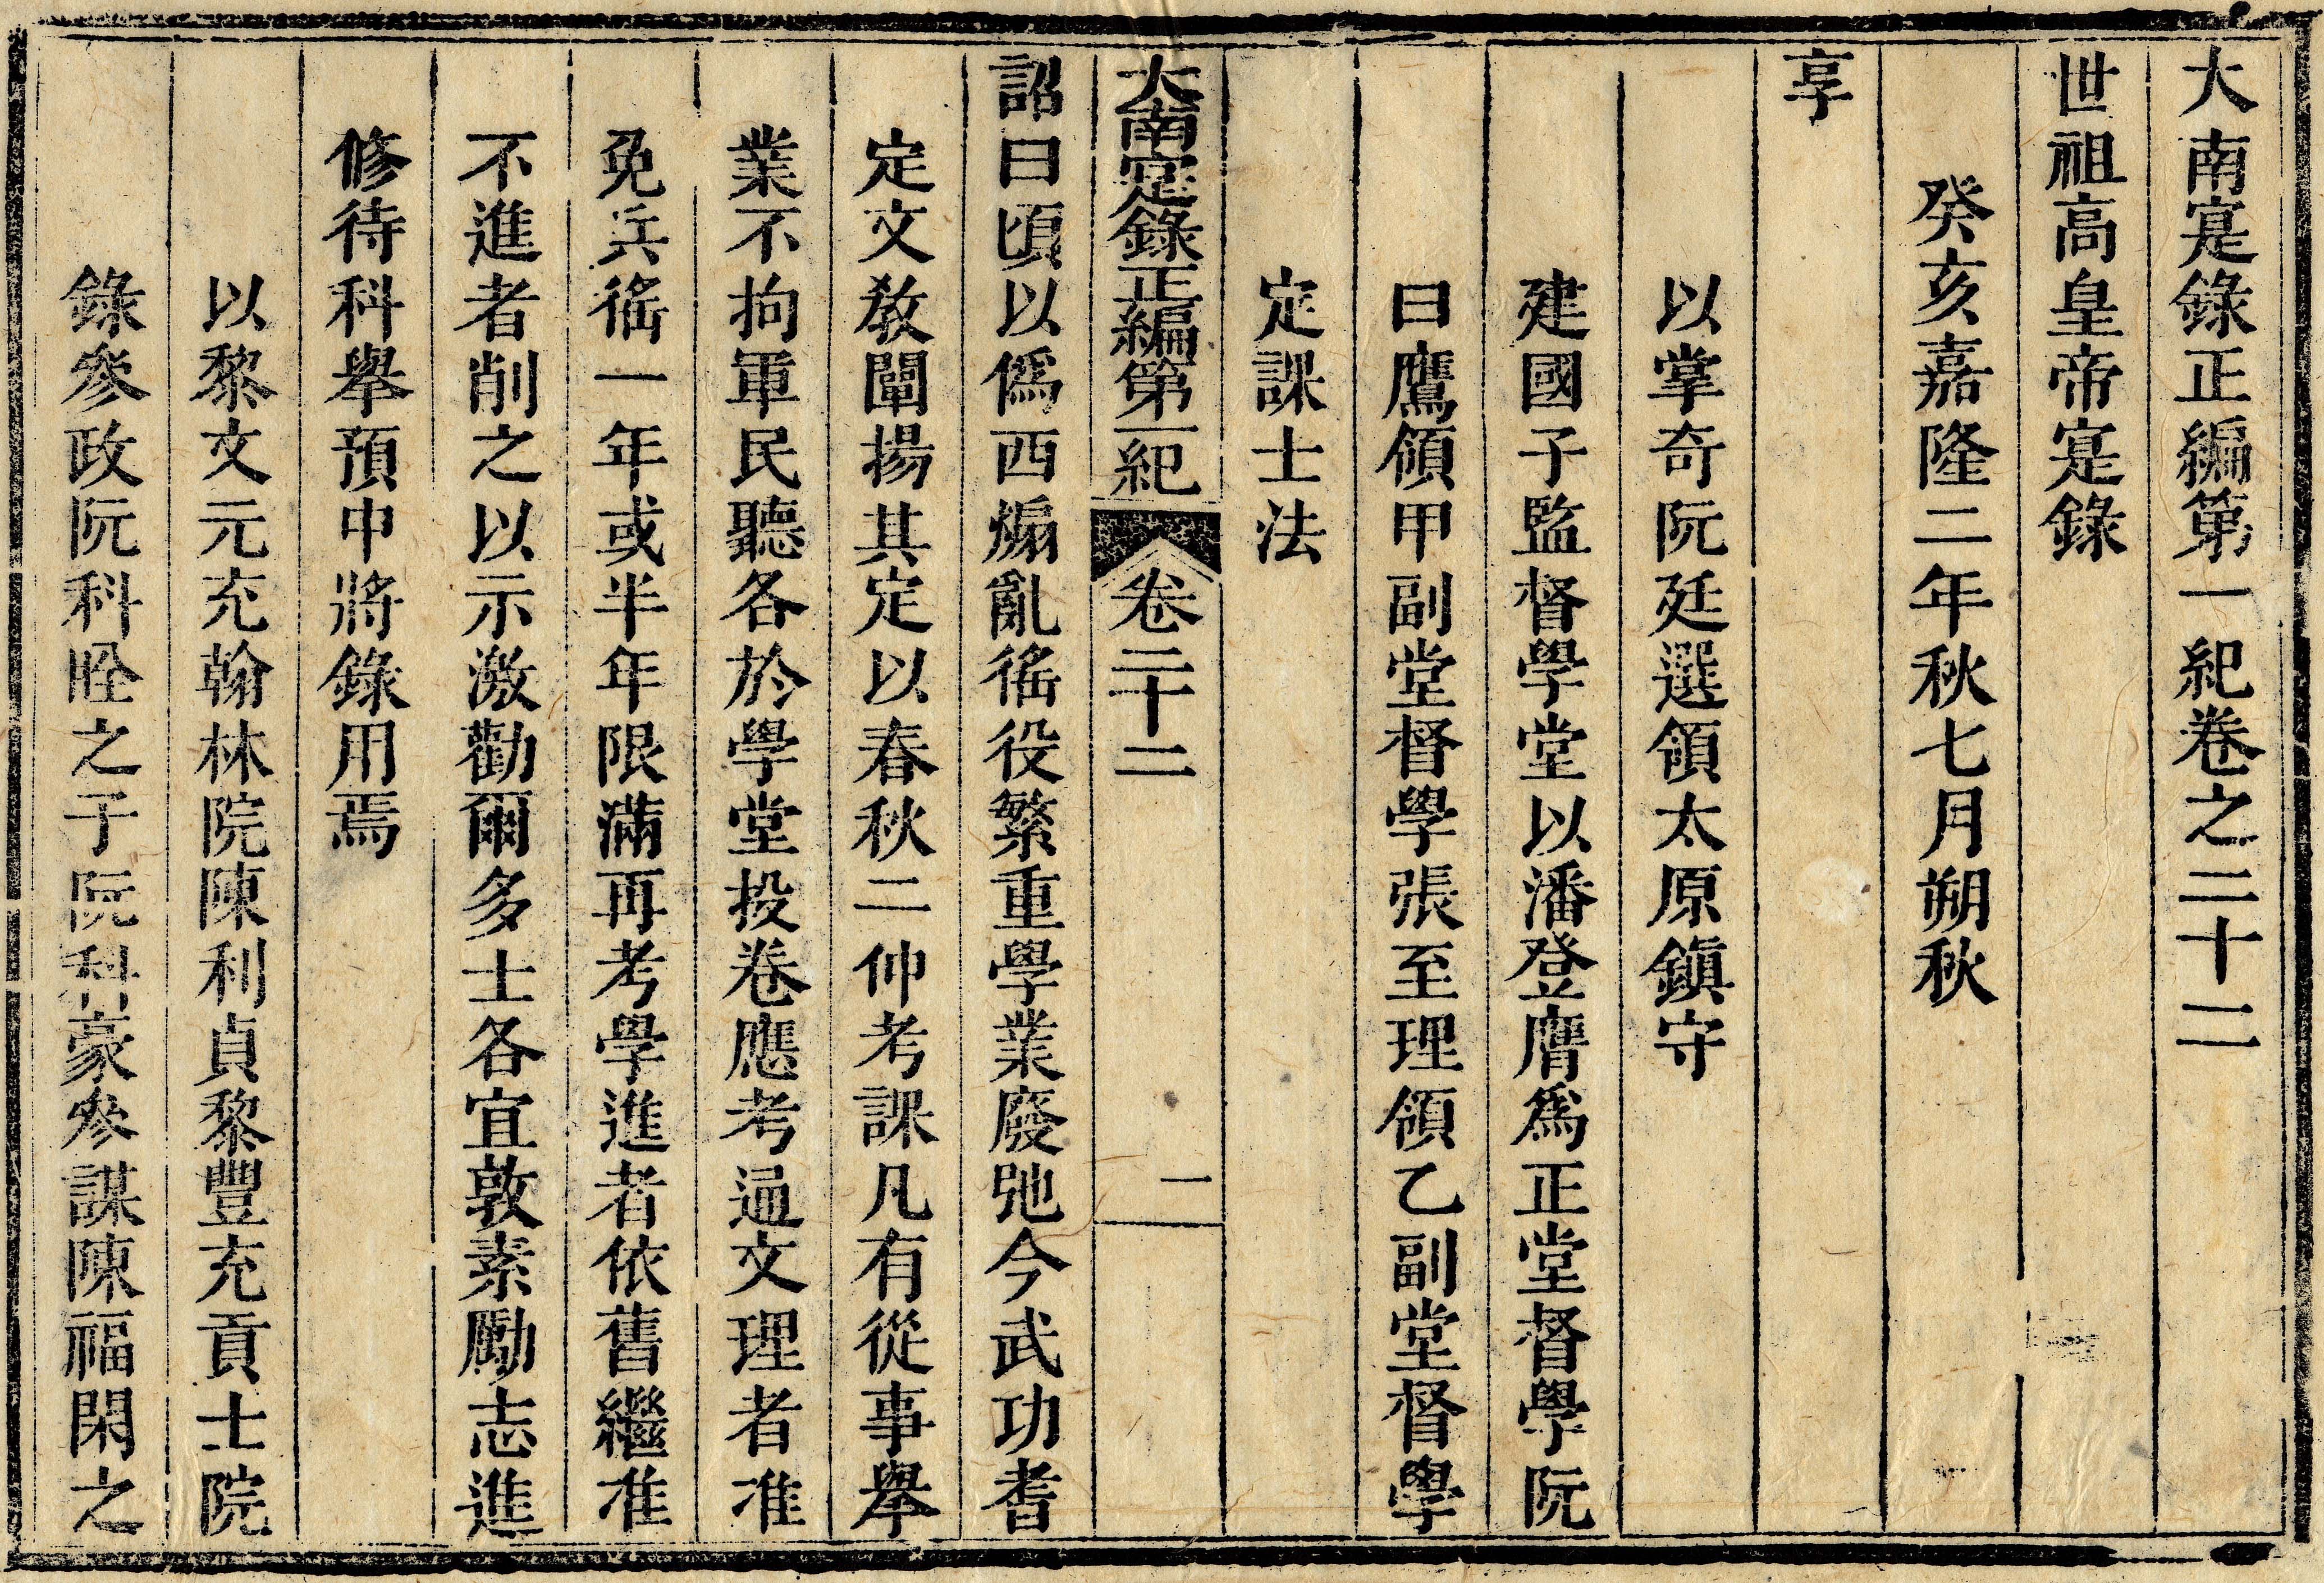 大南寔錄正編第一紀卷之二十二
世祖高皇帝寔錄
癸亥嘉隆二年秋七月朔秋
享
以掌奇阮廷選領太原鎭守
建國子監督學堂以潘登膺爲正堂督學阮
曰鷹領甲副堂督學張至理領乙副堂督學
定課士法
大南寔錄正編第一紀 卷二十二 一
詔曰頃以僞西煽亂徭役繁重學業廢弛今武功耆
定文敎闡揚其定以春秋二仲考課凡有從事舉
業不拘軍民聽各於學堂投卷應考通文理者准
免兵徭一年或半年限滿再考學進者依舊繼准
不進者削之以示激勸爾多士各宜敦素勵志進
修待科舉預中將錄用焉
以黎文元充翰林院陳利貞黎豐充貢士院
錄參政阮科㫝之子阮科豪參謀陳福閑之